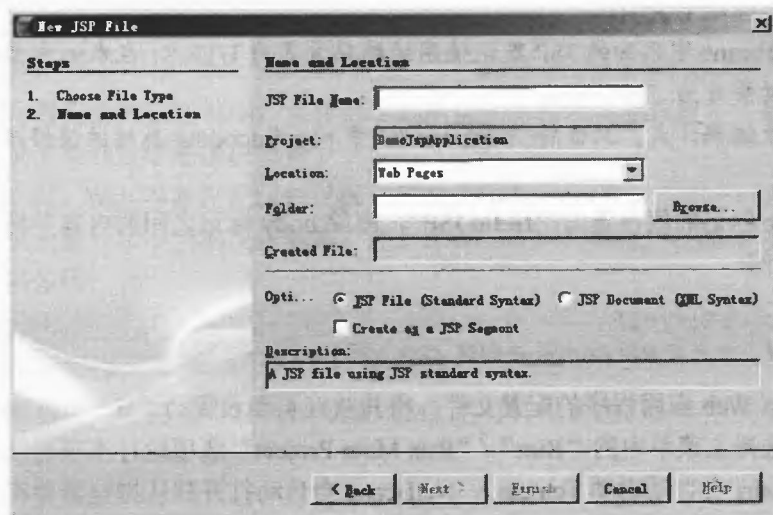 New JSP File
Steps
1. Choose File Type
2. Name and Location
Name and Location
JSP File Name:
Project: DemoJspApplication
Location: Web Pages
Folder: Browse...
Created File:
Opti... JSP File (Standard Syntax) JSP Document (XML Syntax)
Create as a JSP Segment
Description:
A JSP file using JSP standard syntax.
< Back Next > Finish Cancel Help